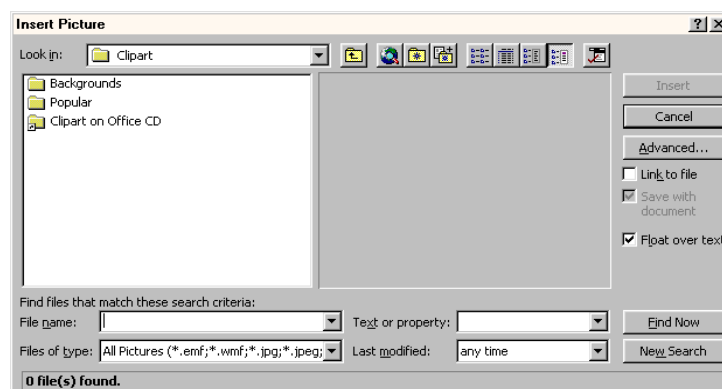 Insert Picture
Look in: Clipart
Backgrounds
Popular
Clipart on Office CD
Insert
Cancel
Advanced...
Link to file
Save with
document
Float over text
Find files that match these search criteria:
File name: Text or property: Find Now
Files of type: All Pictures (*.emf;*.wmf;*.jpg;*.jpeg; Last modified: any time New Search
0 file(s) found.